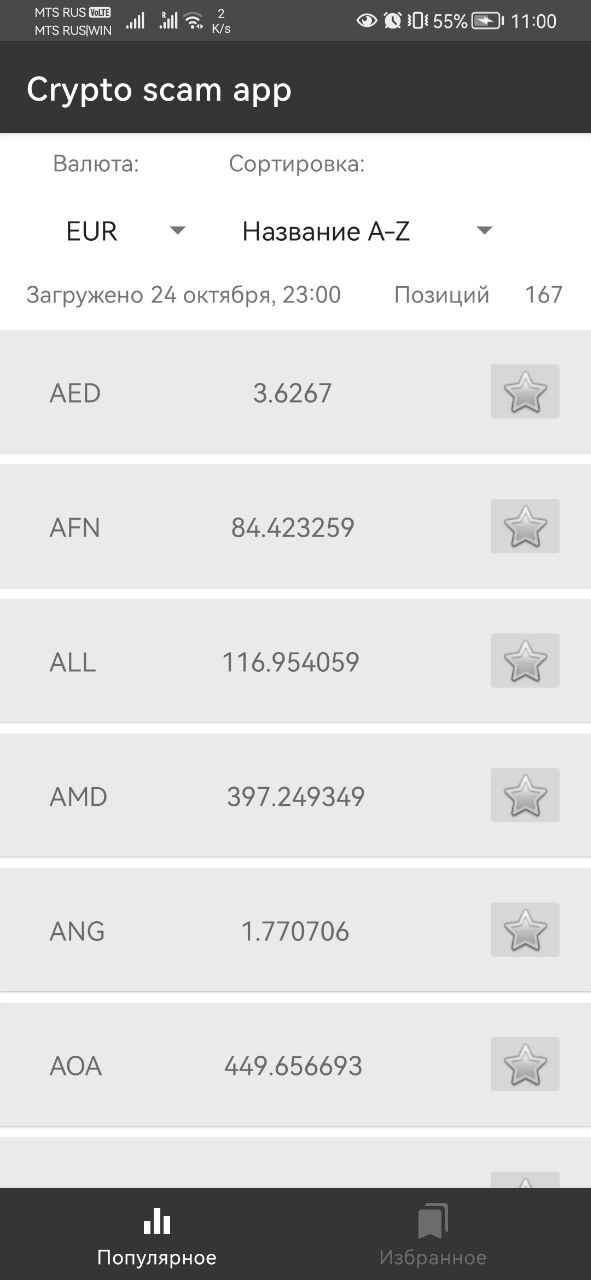 MTS RUS VoLTE
MTS RUS|WIN
R
2
K/s
55%
11:00
Crypto scam app
Валюта: Сортировка:
EUR Название A-Z
Загружено 24 октября, 23:00 Позиций 167
AED 3.6267
AFN 84.423259
ALL 116.954059
AMD 397.249349
ANG 1.770706
AOA 449.656693
Популярное Избранное